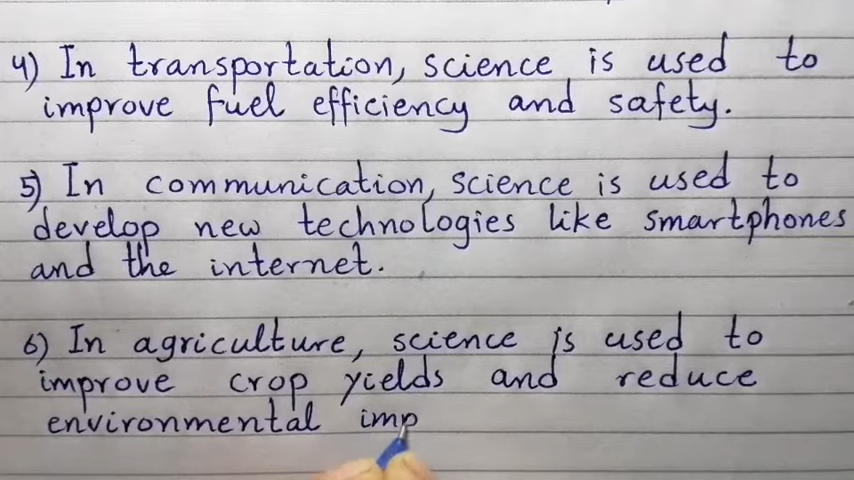 4) In transportation, science is used to
improve fuel efficiency and safety.
5) In communication, science is used to
develop new technologies like smartphones
and the internet.
6) In agriculture, science is used to
improve crop yields and reduce
environmental imp